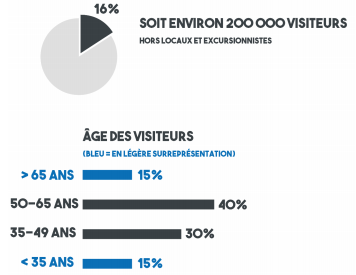 16%
SOIT ENVIRON 200 000 VISITEURS
HORS LOCAUX ET EXCURSIONNISTES
ÂGE DES VISITEURS
(BLEU = EN LÉGÈRE SURREPRÉSENTATION)
> 65 ANS 15%
50-65 ANS 40%
35-49 ANS 30%
< 35 ANS 15%